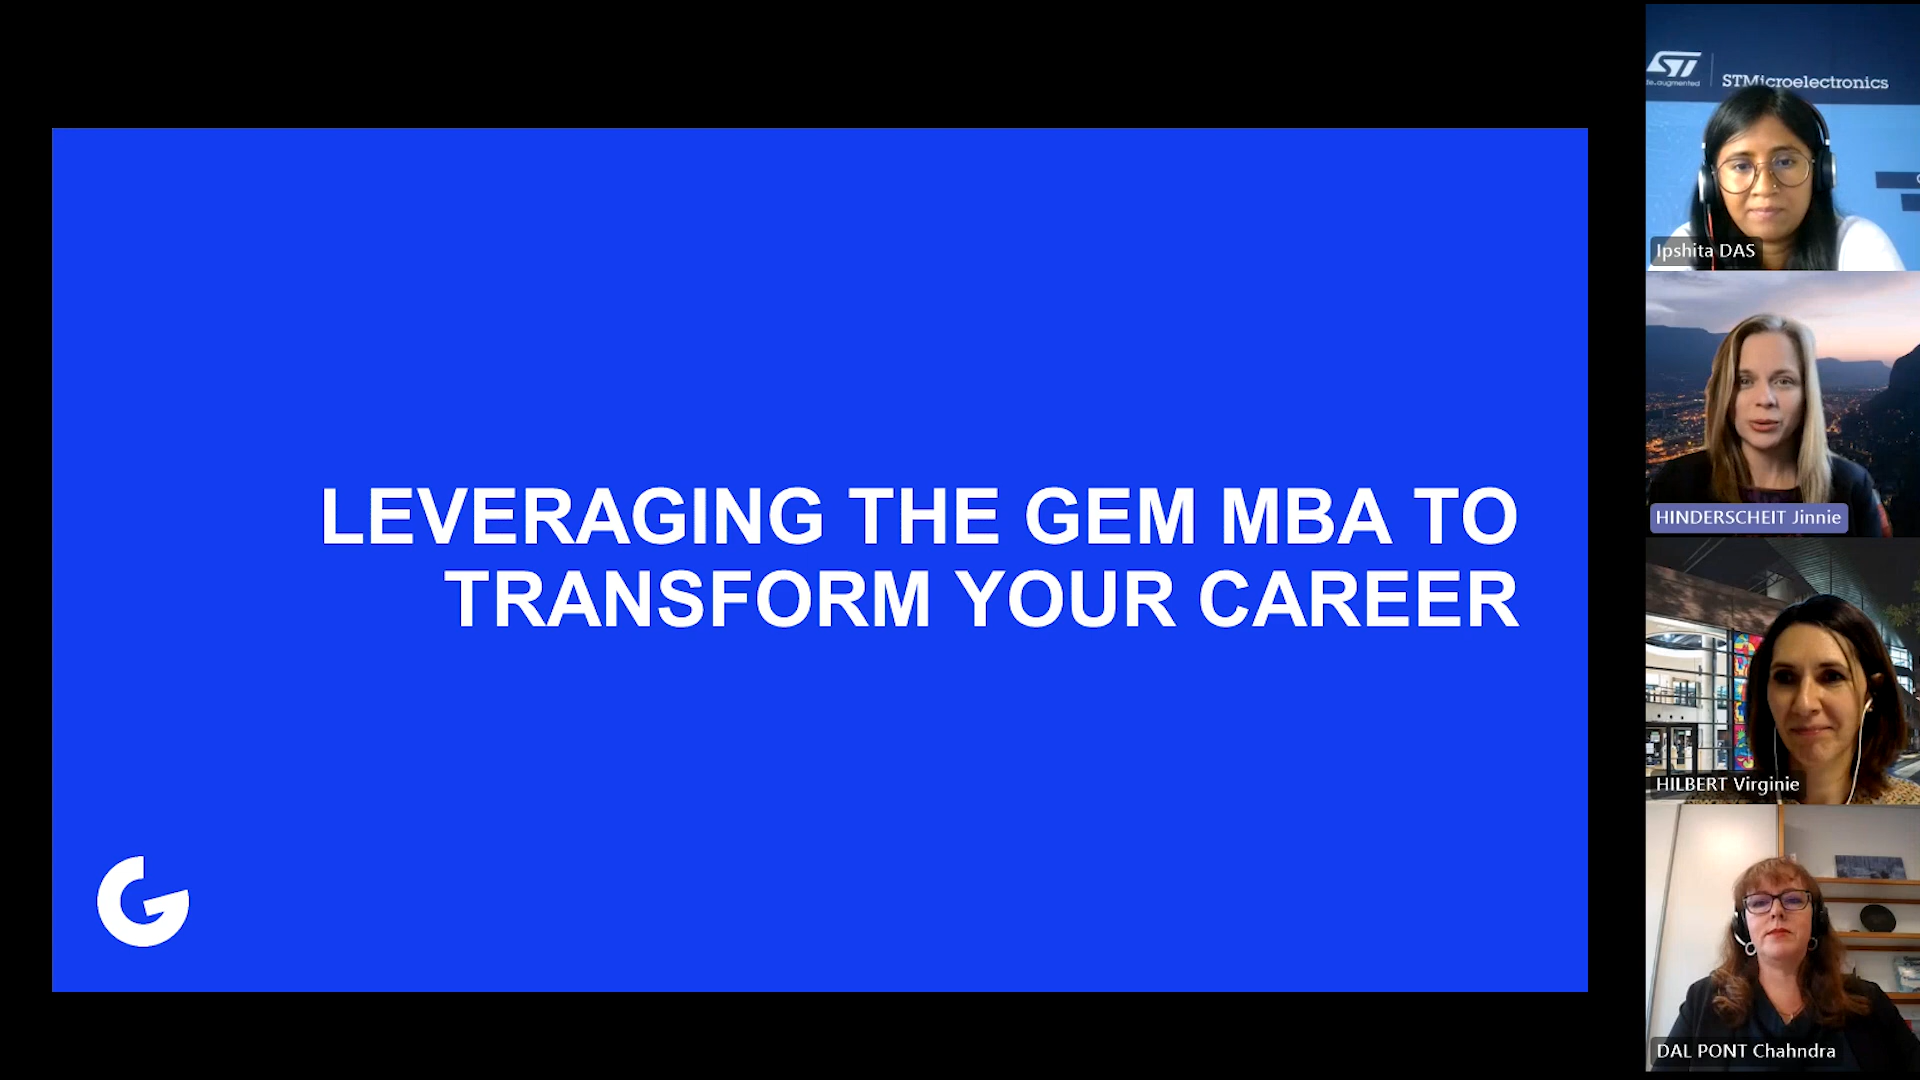 LEVERAGING THE GEM MBA TO
TRANSFORM YOUR CAREER
STMicroelectronics
Ipshita DAS
HINDERSCHEIT Jinnie
HILBERT Virginie
DAL PONT Chahndra